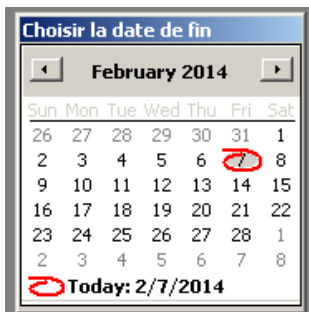 Choisir la date de fin
February 2014
Sun Mon Tue Wed Thu Fri Sat
26 27 28 29 30 31 1
2 3 4 5 6 7 8
9 10 11 12 13 14 15
16 17 18 19 20 21 22
23 24 25 26 27 28 1
2 3 4 5 6 7 8
Today: 2/7/2014